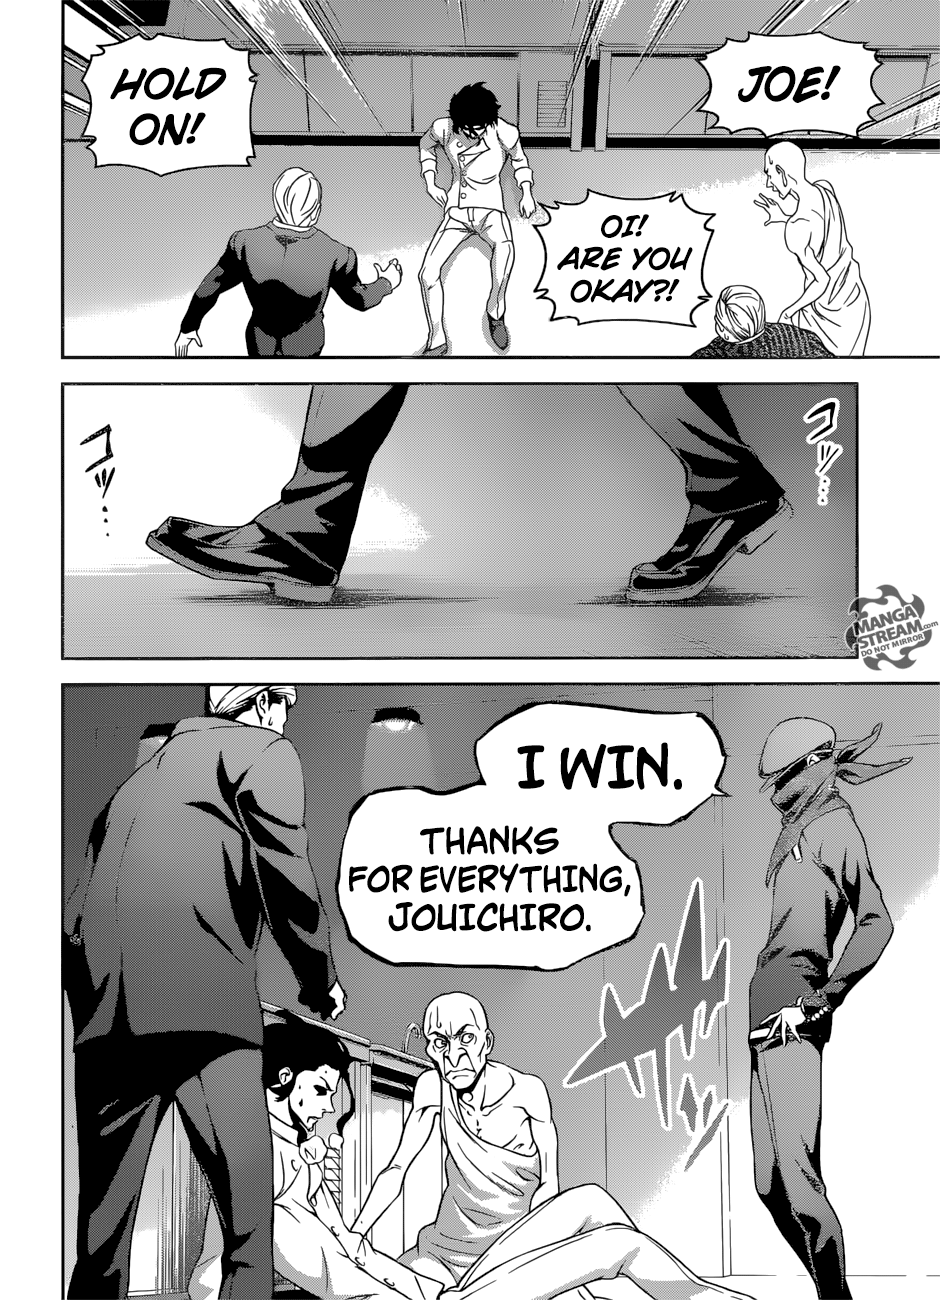 HOLD
ON!
JOE!
OI!
ARE YOU
OKAY?!
コッ…
コッ…
MANGA
STREAM.com
DO NOT MIRROR
I WIN.
THANKS
FOR EVERYTHING,
JOUICHIRO.